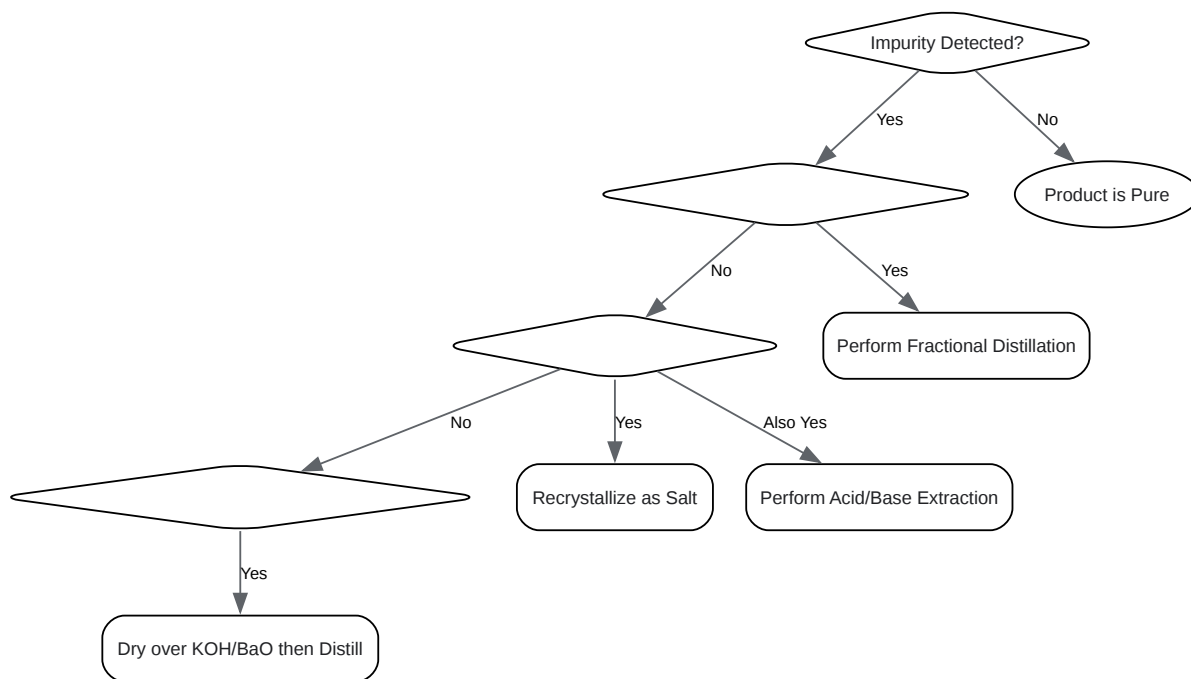 Impurity Detected?
Yes
No
Product is Pure
No
Yes
Perform Fractional Distillation
No
Yes
Also Yes
Recrystallize as Salt
Perform Acid/Base Extraction
Yes
Dry over KOH/BaO then Distill